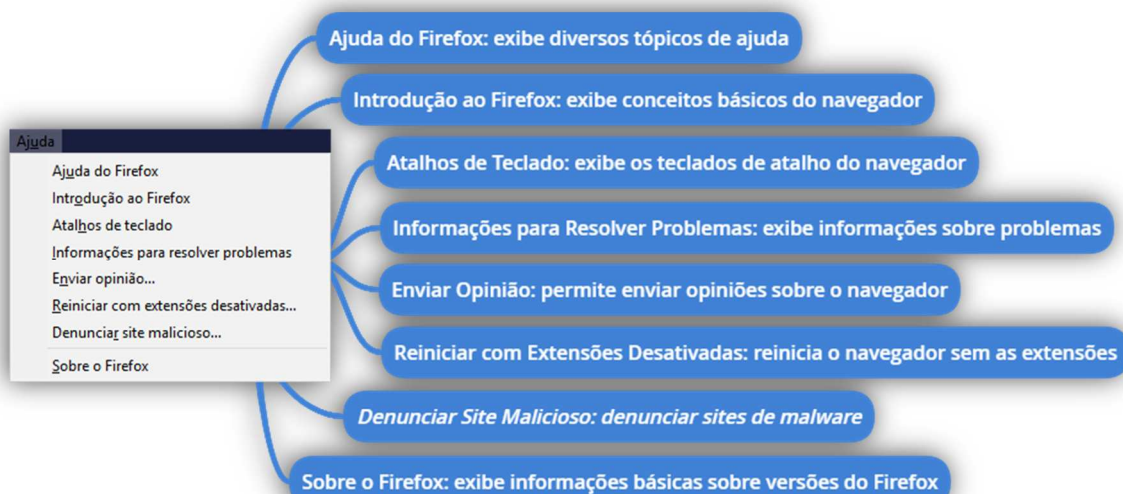 Ajuda do Firefox: exibe diversos tópicos de ajuda
Introdução ao Firefox: exibe conceitos básicos do navegador
Ajuda
Ajuda do Firefox
Introdução ao Firefox
Atalhos de teclado
Informações para resolver problemas
Enviar opinião...
Reiniciar com extensões desativadas...
Denunciar site malicioso...
Sobre o Firefox
Atalhos de Teclado: exibe os teclados de atalho do navegador
Informações para Resolver Problemas: exibe informações sobre problemas
Enviar Opinião: permite enviar opiniões sobre o navegador
Reiniciar com Extensões Desativadas: reinicia o navegador sem as extensões
Denunciar Site Malicioso: denunciar sites de malware
Sobre o Firefox: exibe informações básicas sobre versões do Firefox